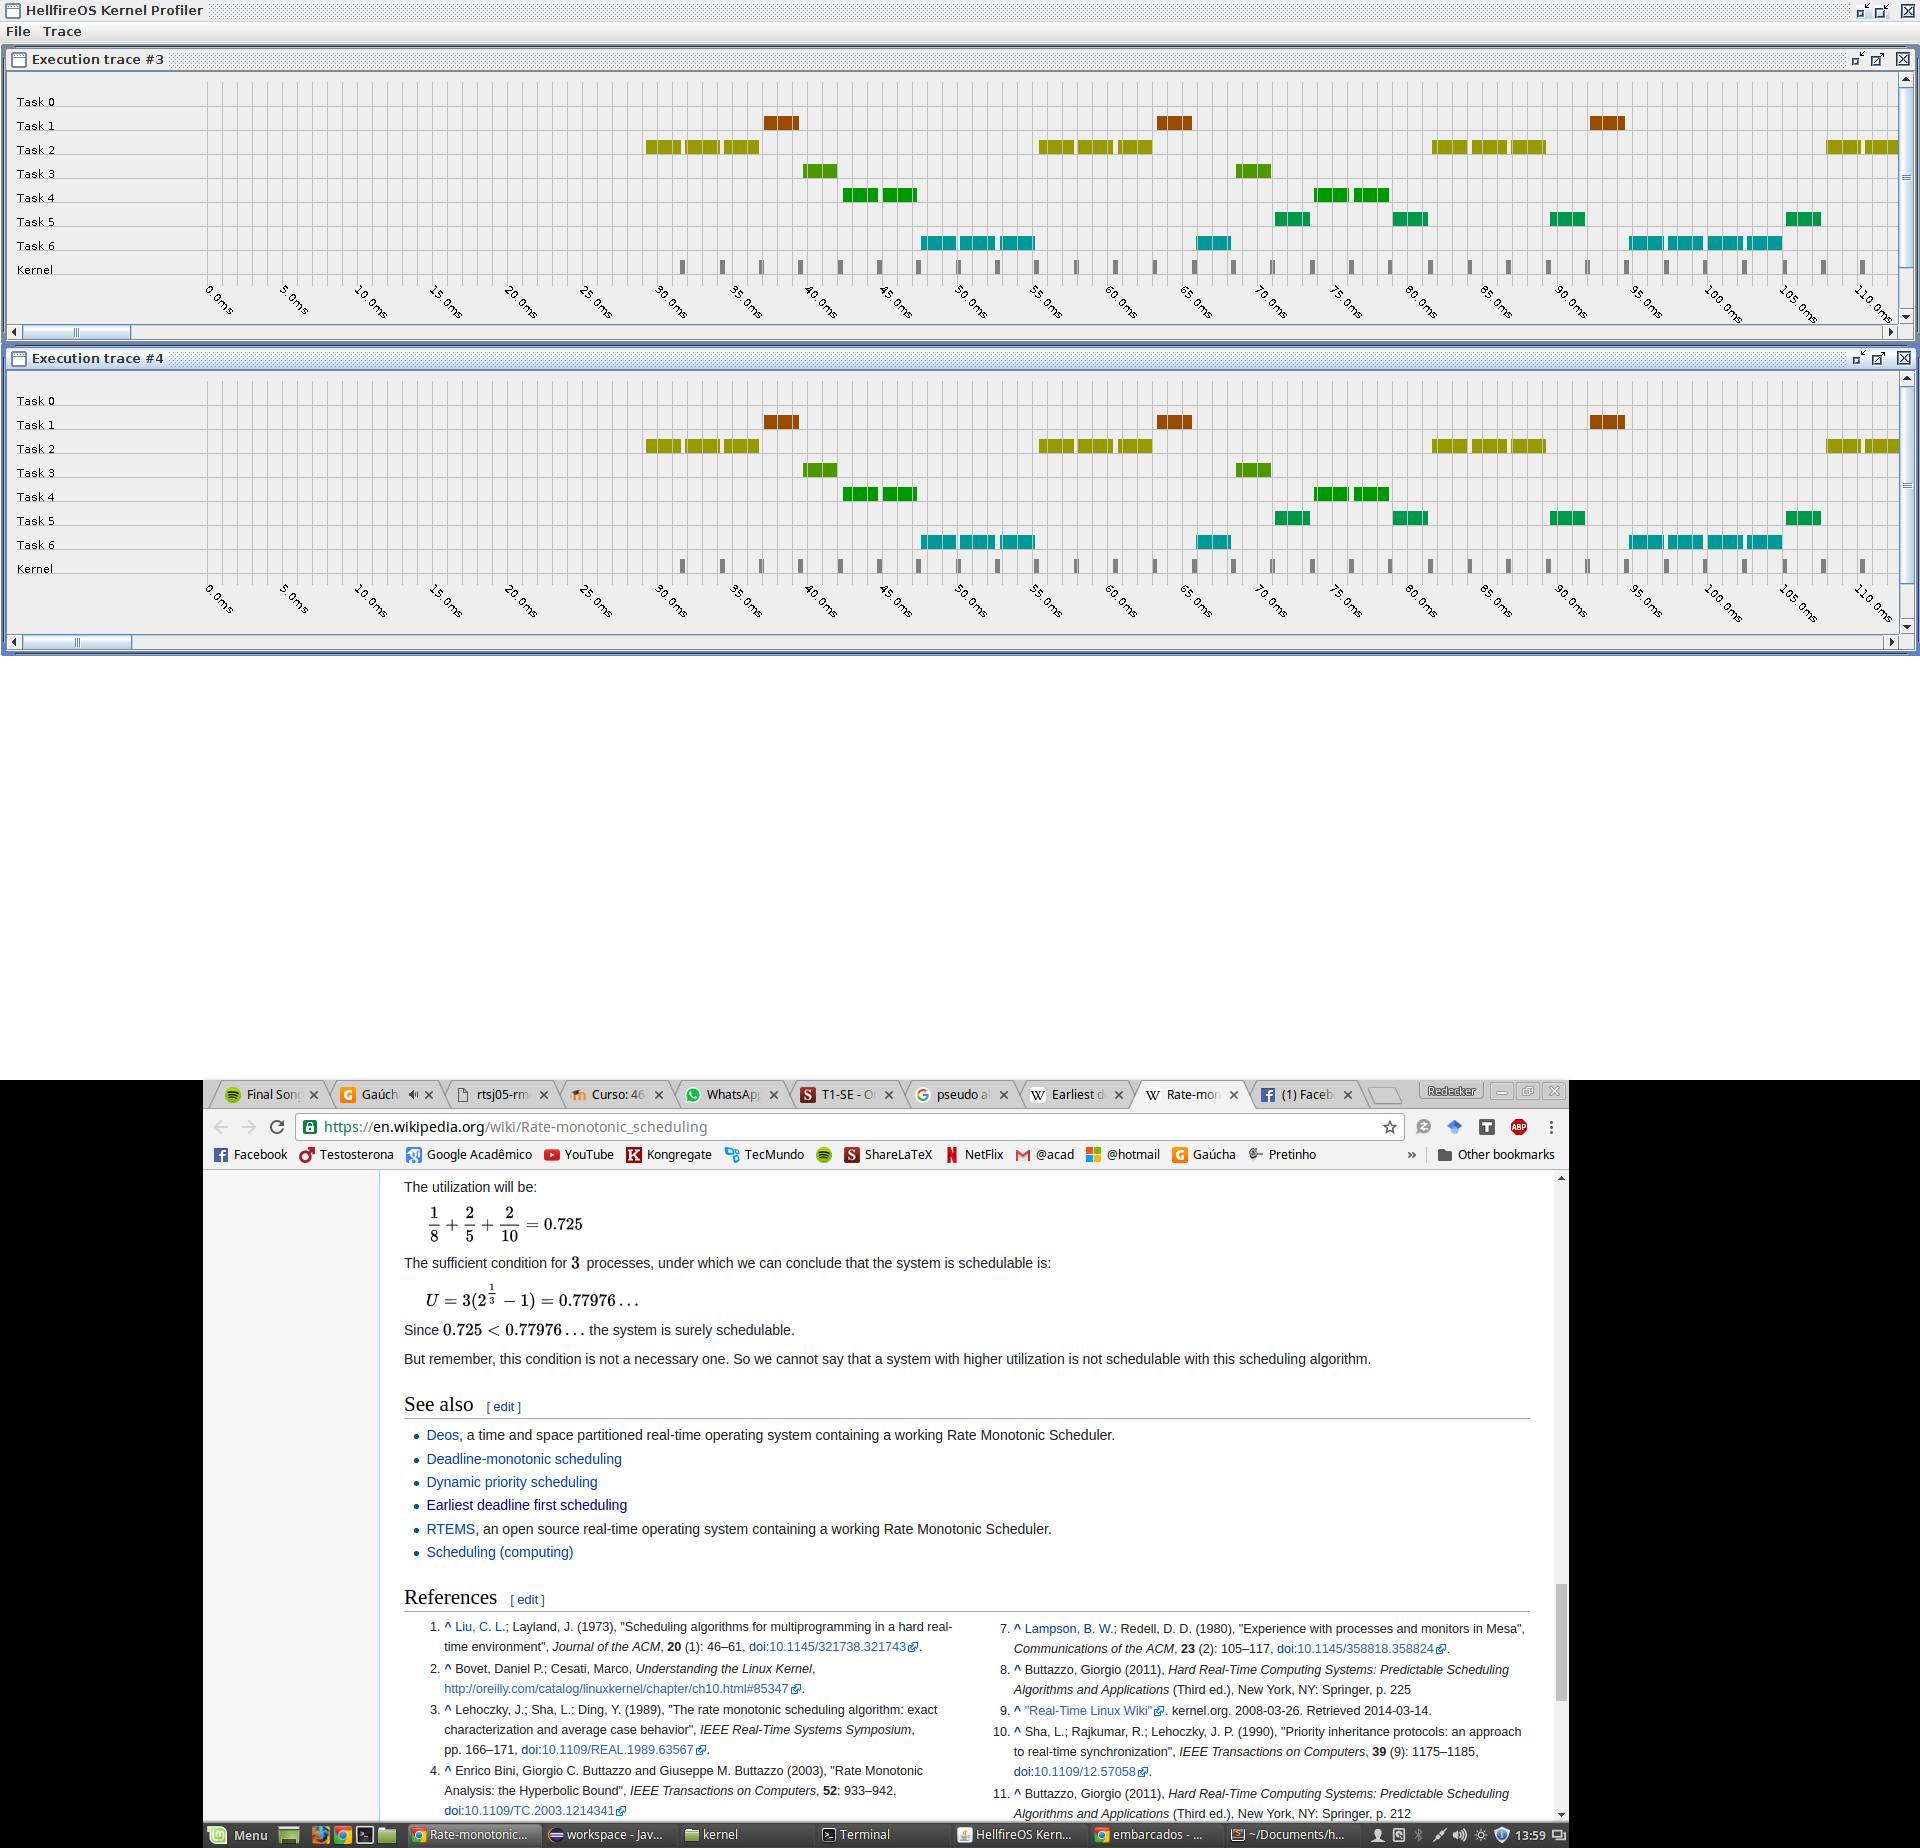 HellfireOS Kernel Profiler
File Trace
Execution trace #3
Task 0
Task 1
Task 2
Task 3
Task 4
Task 5
Task 6
Kernel
0.0ms 5.0ms 10.0ms 15.0ms 20.0ms 25.0ms 30.0ms 35.0ms 40.0ms 45.0ms 50.0ms 55.0ms 60.0ms 65.0ms 70.0ms 75.0ms 80.0ms 85.0ms 90.0ms 95.0ms 100.0ms 105.0ms 110.0ms
Execution trace #4
Task 0
Task 1
Task 2
Task 3
Task 4
Task 5
Task 6
Kernel
0.0ms 5.0ms 10.0ms 15.0ms 20.0ms 25.0ms 30.0ms 35.0ms 40.0ms 45.0ms 50.0ms 55.0ms 60.0ms 65.0ms 70.0ms 75.0ms 80.0ms 85.0ms 90.0ms 95.0ms 100.0ms 105.0ms 110.0ms
Final Son Gaúch rtsj05-rm Curso: 46 WhatsAp T1-SE - O pseudo al Earliest d Rate-mon (1) Faceb Redecker
https://en.wikipedia.org/wiki/Rate-monotonic_scheduling
Facebook Testosterona Google Acadêmico YouTube Kongregate TecMundo ShareLaTeX NetFlix @acad @hotmail Gaúcha Pretinho » Other bookmarks
The utilization will be:
1/8 + 2/5 + 2/10 = 0.725
The sufficient condition for 3 processes, under which we can conclude that the system is schedulable is:
U = 3(2^(1/3) − 1) = 0.77976…
Since 0.725 < 0.77976… the system is surely schedulable.
But remember, this condition is not a necessary one. So we cannot say that a system with higher utilization is not schedulable with this scheduling algorithm.
See also [ edit ]
Deos, a time and space partitioned real-time operating system containing a working Rate Monotonic Scheduler.
Deadline-monotonic scheduling
Dynamic priority scheduling
Earliest deadline first scheduling
RTEMS, an open source real-time operating system containing a working Rate Monotonic Scheduler.
Scheduling (computing)
References [ edit ]
1. ^ Liu, C. L.; Layland, J. (1973), "Scheduling algorithms for multiprogramming in a hard real-
time environment", Journal of the ACM, 20 (1): 46–61, doi:10.1145/321738.321743.
2. ^ Bovet, Daniel P.; Cesati, Marco, Understanding the Linux Kernel,
http://oreilly.com/catalog/linuxkernel/chapter/ch10.html#85347.
3. ^ Lehoczky, J.; Sha, L.; Ding, Y. (1989), "The rate monotonic scheduling algorithm: exact
characterization and average case behavior", IEEE Real-Time Systems Symposium,
pp. 166–171, doi:10.1109/REAL.1989.63567.
4. ^ Enrico Bini, Giorgio C. Buttazzo and Giuseppe M. Buttazzo (2003), "Rate Monotonic
Analysis: the Hyperbolic Bound", IEEE Transactions on Computers, 52: 933–942,
doi:10.1109/TC.2003.1214341
7. ^ Lampson, B. W.; Redell, D. D. (1980), "Experience with processes and monitors in Mesa",
Communications of the ACM, 23 (2): 105–117, doi:10.1145/358818.358824.
8. ^ Buttazzo, Giorgio (2011), Hard Real-Time Computing Systems: Predictable Scheduling
Algorithms and Applications (Third ed.), New York, NY: Springer, p. 225
9. ^ "Real-Time Linux Wiki". kernel.org. 2008-03-26. Retrieved 2014-03-14.
10. ^ Sha, L.; Rajkumar, R.; Lehoczky, J. P. (1990), "Priority inheritance protocols: an approach
to real-time synchronization", IEEE Transactions on Computers, 39 (9): 1175–1185,
doi:10.1109/12.57058.
11. ^ Buttazzo, Giorgio (2011), Hard Real-Time Computing Systems: Predictable Scheduling
Algorithms and Applications (Third ed.), New York, NY: Springer, p. 212
Menu Rate-monotonic... workspace - Jav... kernel Terminal HellfireOS Kern... embarcados - ... ~/Documents/h... 13:59